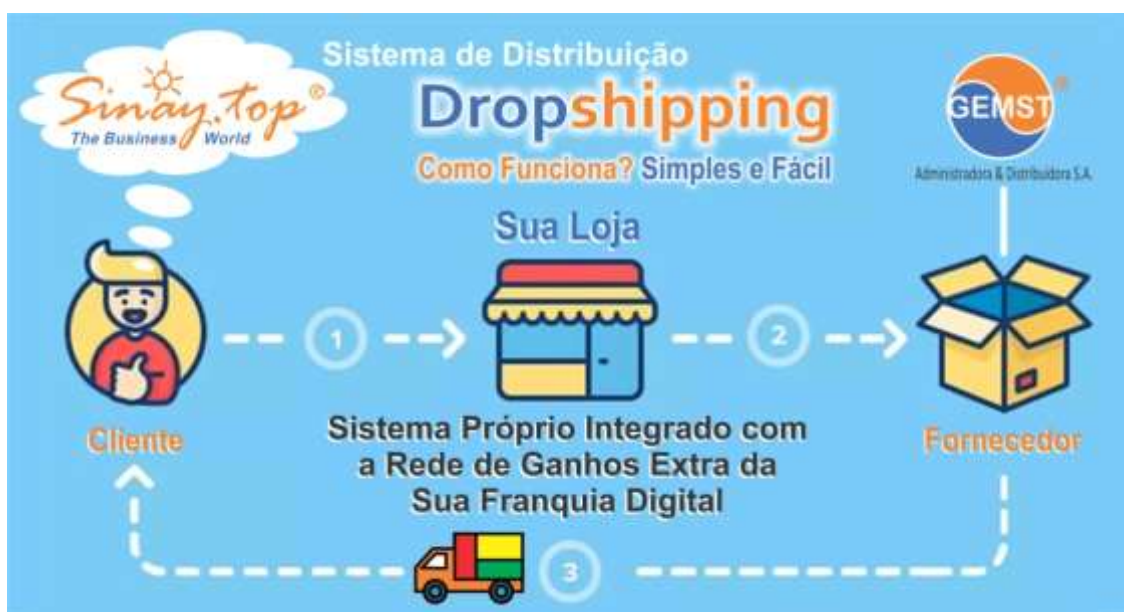 Sistema de Distribuição
Sinay.top®
The Business World
Dropshipping
Como Funciona? Simples e Fácil
GEMST®
Administradora & Distribuidora S.A.
Sua Loja
1
2
Cliente
Fornecedor
Sistema Próprio Integrado com
a Rede de Ganhos Extra da
Sua Franquia Digital
3